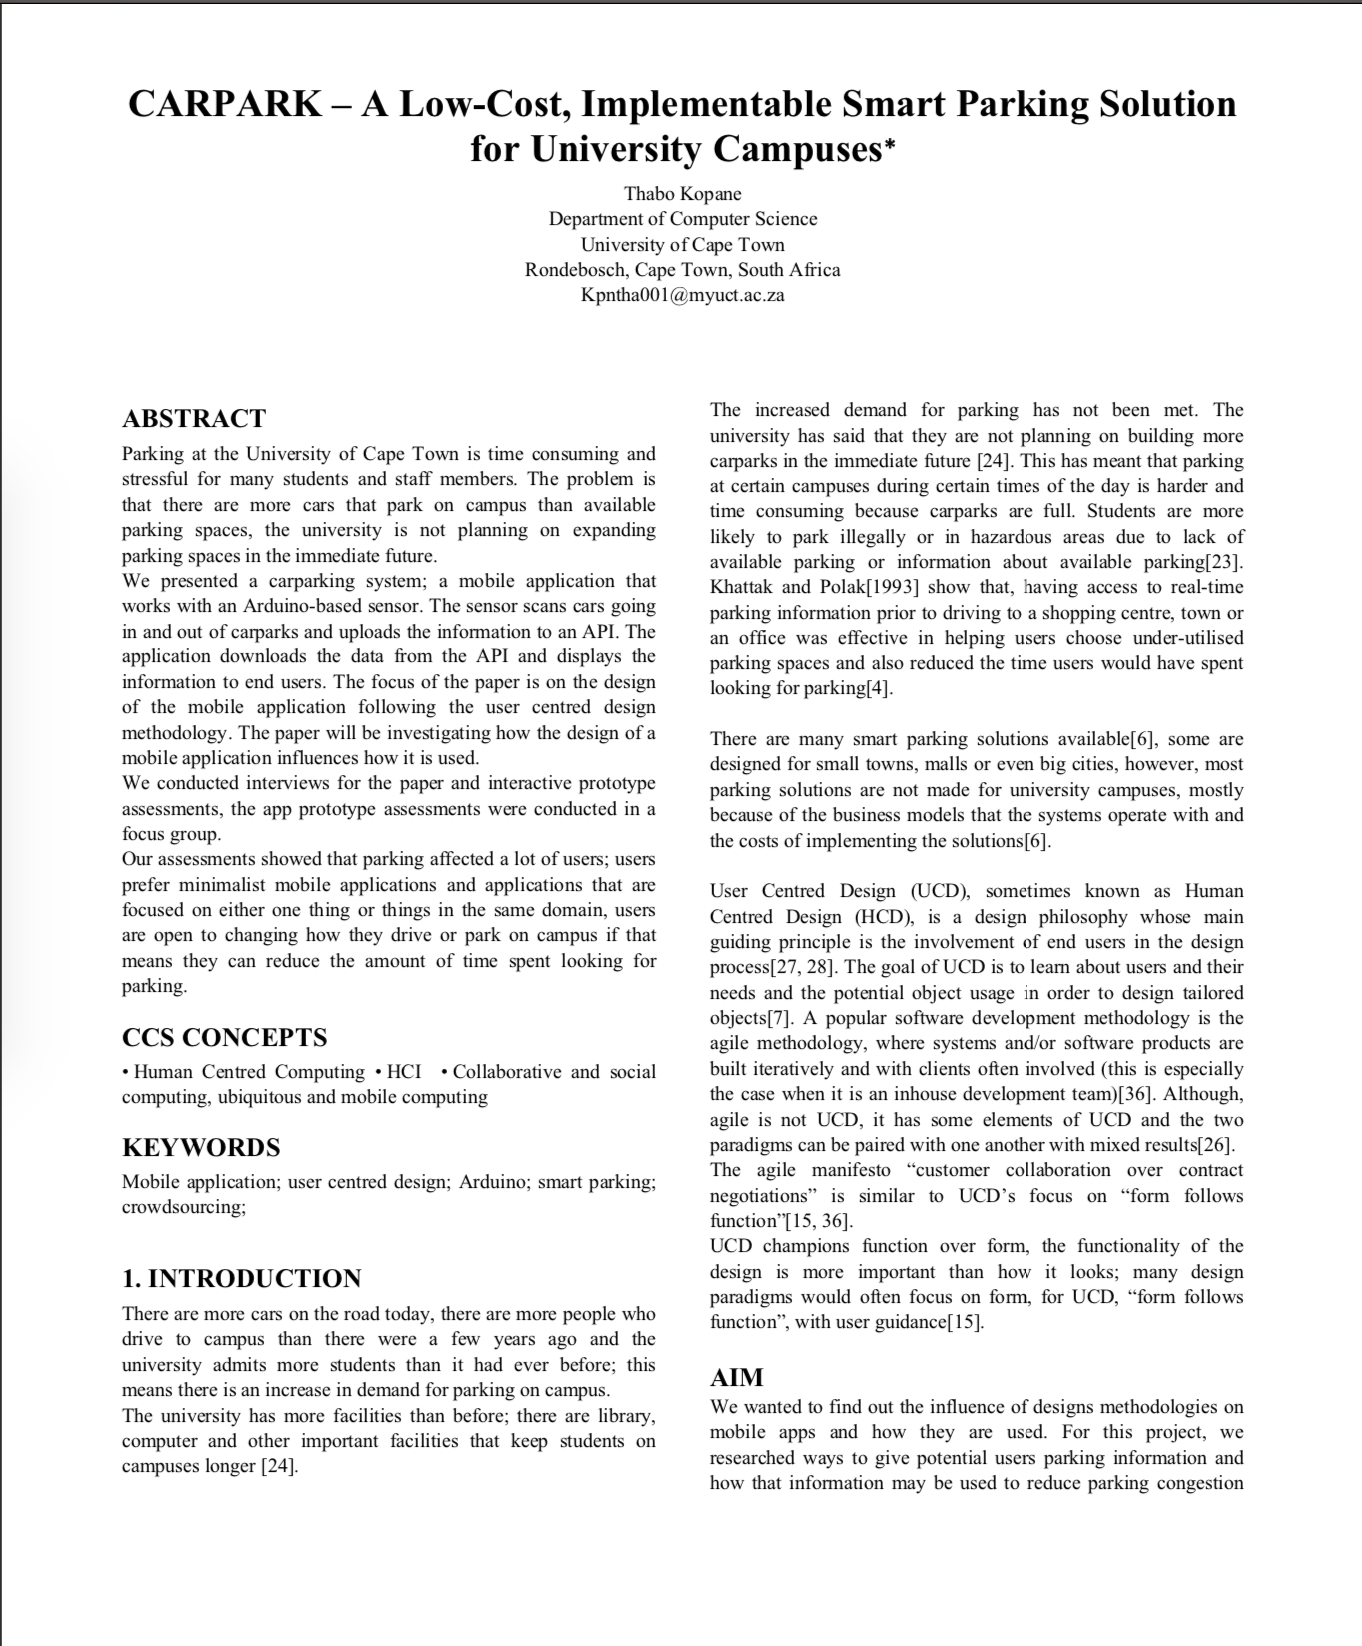 CARPARK – A Low-Cost, Implementable Smart Parking Solution
for University Campuses*
Thabo Kopane
Department of Computer Science
University of Cape Town
Rondebosch, Cape Town, South Africa
Kpntha001@myuct.ac.za
ABSTRACT
Parking at the University of Cape Town is time consuming and
stressful for many students and staff members. The problem is
that there are more cars that park on campus than available
parking spaces, the university is not planning on expanding
parking spaces in the immediate future.
We presented a carparking system; a mobile application that
works with an Arduino-based sensor. The sensor scans cars going
in and out of carparks and uploads the information to an API. The
application downloads the data from the API and displays the
information to end users. The focus of the paper is on the design
of the mobile application following the user centred design
methodology. The paper will be investigating how the design of a
mobile application influences how it is used.
We conducted interviews for the paper and interactive prototype
assessments, the app prototype assessments were conducted in a
focus group.
Our assessments showed that parking affected a lot of users; users
prefer minimalist mobile applications and applications that are
focused on either one thing or things in the same domain, users
are open to changing how they drive or park on campus if that
means they can reduce the amount of time spent looking for
parking.
CCS CONCEPTS
• Human Centred Computing • HCI • Collaborative and social
computing, ubiquitous and mobile computing
KEYWORDS
Mobile application; user centred design; Arduino; smart parking;
crowdsourcing;
1. INTRODUCTION
There are more cars on the road today, there are more people who
drive to campus than there were a few years ago and the
university admits more students than it had ever before; this
means there is an increase in demand for parking on campus.
The university has more facilities than before; there are library,
computer and other important facilities that keep students on
campuses longer [24].
The increased demand for parking has not been met. The
university has said that they are not planning on building more
carparks in the immediate future [24]. This has meant that parking
at certain campuses during certain times of the day is harder and
time consuming because carparks are full. Students are more
likely to park illegally or in hazardous areas due to lack of
available parking or information about available parking[23].
Khattak and Polak[1993] show that, having access to real-time
parking information prior to driving to a shopping centre, town or
an office was effective in helping users choose under-utilised
parking spaces and also reduced the time users would have spent
looking for parking[4].
There are many smart parking solutions available[6], some are
designed for small towns, malls or even big cities, however, most
parking solutions are not made for university campuses, mostly
because of the business models that the systems operate with and
the costs of implementing the solutions[6].
User Centred Design (UCD), sometimes known as Human
Centred Design (HCD), is a design philosophy whose main
guiding principle is the involvement of end users in the design
process[27, 28]. The goal of UCD is to learn about users and their
needs and the potential object usage in order to design tailored
objects[7]. A popular software development methodology is the
agile methodology, where systems and/or software products are
built iteratively and with clients often involved (this is especially
the case when it is an inhouse development team)[36]. Although,
agile is not UCD, it has some elements of UCD and the two
paradigms can be paired with one another with mixed results[26].
The agile manifesto “customer collaboration over contract
negotiations” is similar to UCD’s focus on “form follows
function”[15, 36].
UCD champions function over form, the functionality of the
design is more important than how it looks; many design
paradigms would often focus on form, for UCD, “form follows
function”, with user guidance[15].
AIM
We wanted to find out the influence of designs methodologies on
mobile apps and how they are used. For this project, we
researched ways to give potential users parking information and
how that information may be used to reduce parking congestion